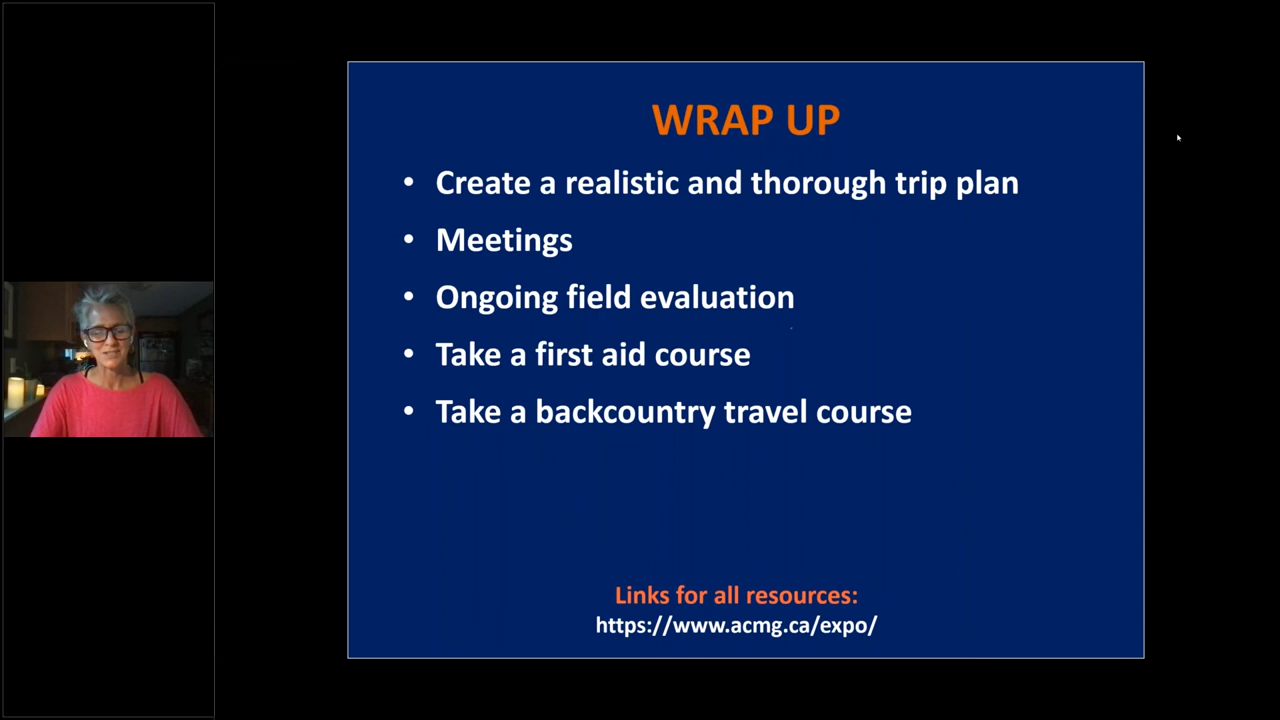 WRAP UP
• Create a realistic and thorough trip plan
• Meetings
• Ongoing field evaluation
• Take a first aid course
• Take a backcountry travel course
Links for all resources:
https://www.acmg.ca/expo/